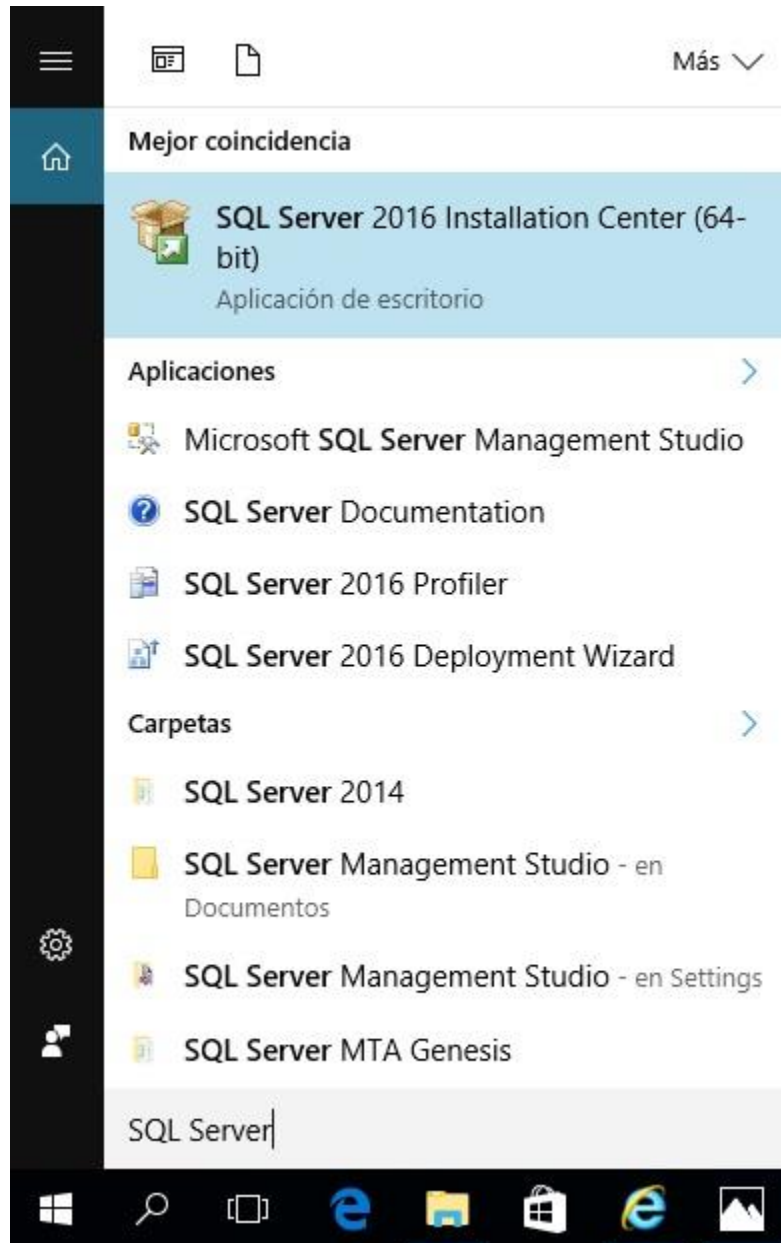 Más
Mejor coincidencia
SQL Server 2016 Installation Center (64-
bit)
Aplicación de escritorio
Aplicaciones
Microsoft SQL Server Management Studio
SQL Server Documentation
SQL Server 2016 Profiler
SQL Server 2016 Deployment Wizard
Carpetas
SQL Server 2014
SQL Server Management Studio - en
Documentos
SQL Server Management Studio - en Settings
SQL Server MTA Genesis
SQL Server